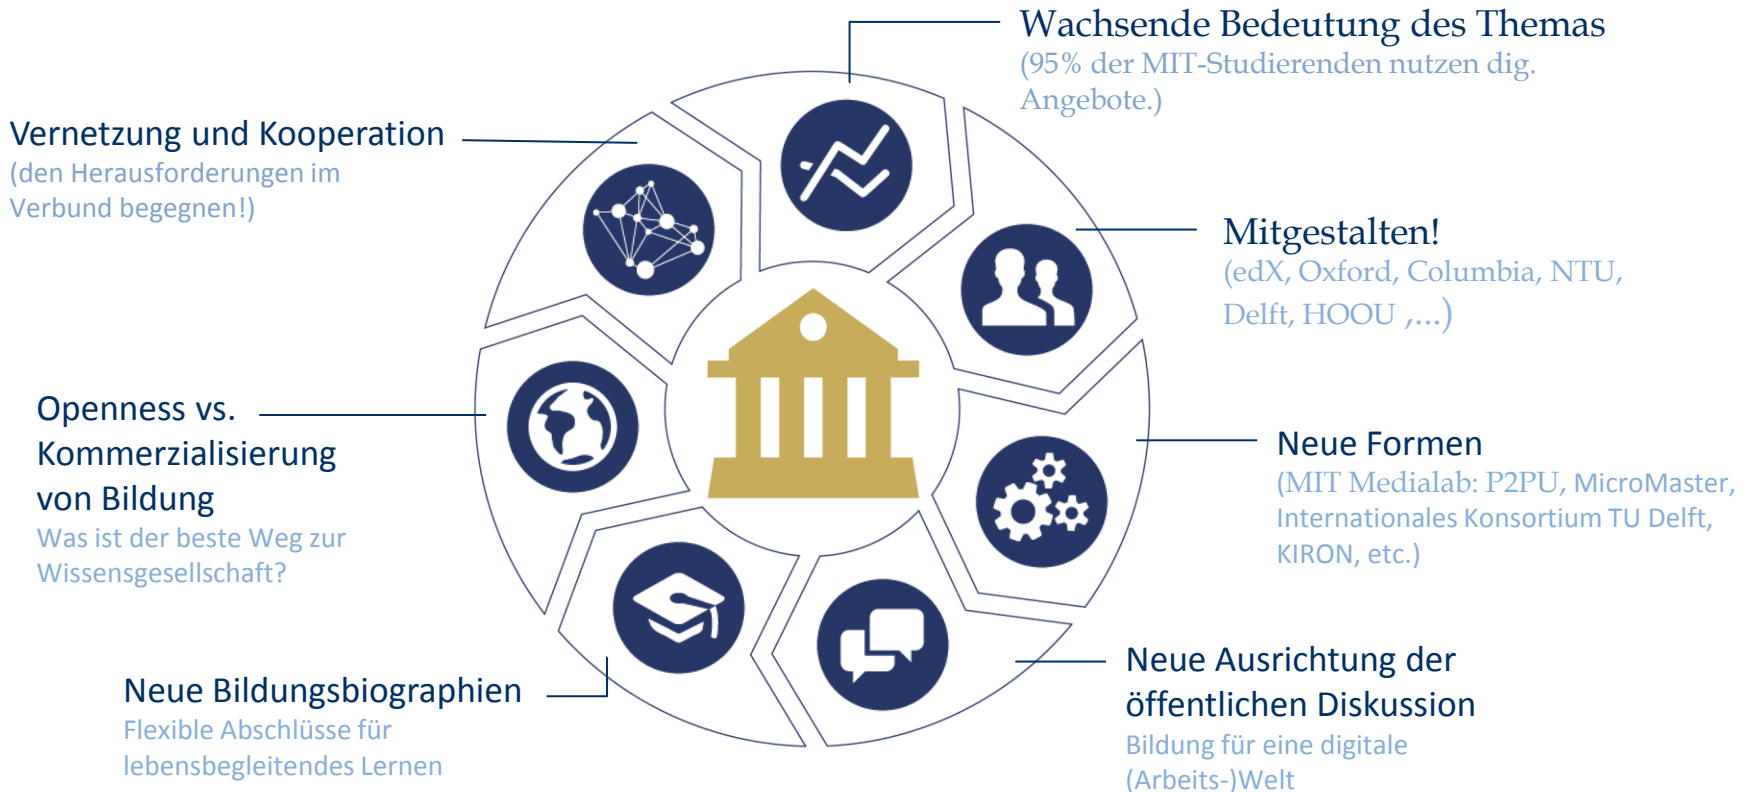 Wachsende Bedeutung des Themas
(95% der MIT-Studierenden nutzen dig.
Angebote.)
Vernetzung und Kooperation
(den Herausforderungen im
Verbund begegnen!)
Mitgestalten!
(edX, Oxford, Columbia, NTU,
Delft, HOOU ,...)
Openness vs.
Kommerzialisierung
von Bildung
Was ist der beste Weg zur
Wissensgesellschaft?
Neue Formen
(MIT Medialab: P2PU, MicroMaster,
Internationales Konsortium TU Delft,
KIRON, etc.)
Neue Bildungsbiographien
Flexible Abschlüsse für
lebensbegleitendes Lernen
Neue Ausrichtung der
öffentlichen Diskussion
Bildung für eine digitale
(Arbeits-)Welt